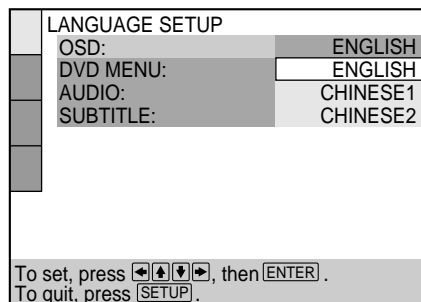 LANGUAGE SETUP
OSD: ENGLISH
DVD MENU: ENGLISH
AUDIO: CHINESE1
SUBTITLE: CHINESE2
To set, press ←↑↓→, then ENTER.
To quit, press SETUP.